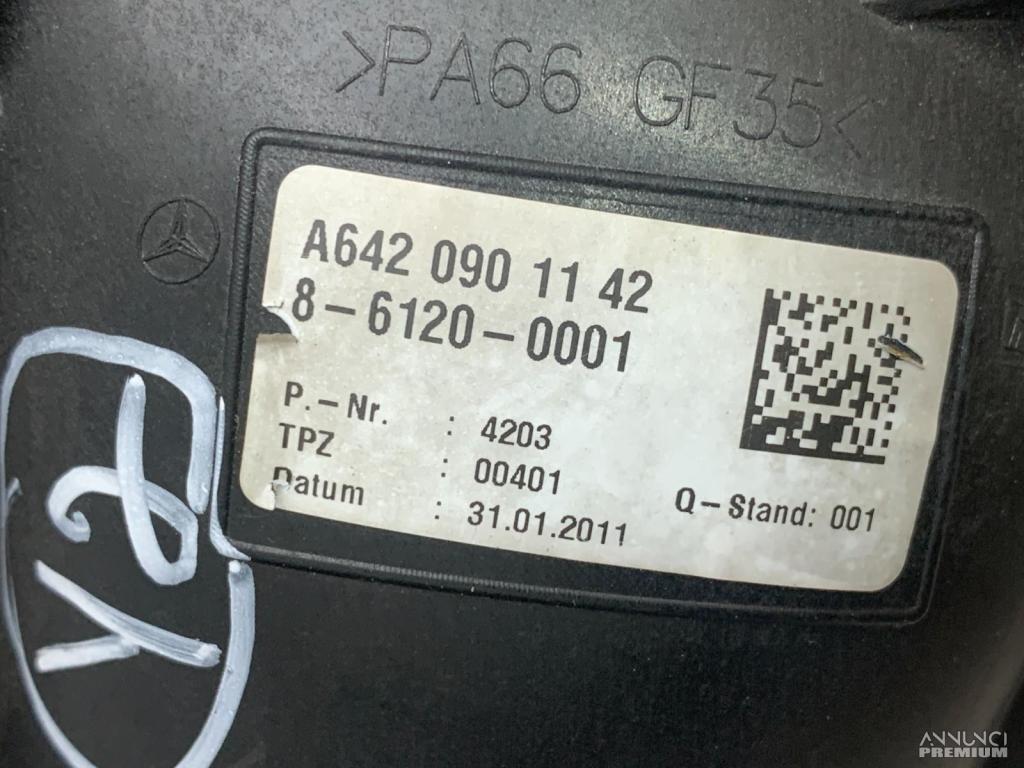 >PA66 GF35<
A642 090 11 42
8-6120-0001
P.-Nr. : 4203
TPZ : 00401
Datum : 31.01.2011
Q-Stand: 001
ANNUNCI
PREMIUM